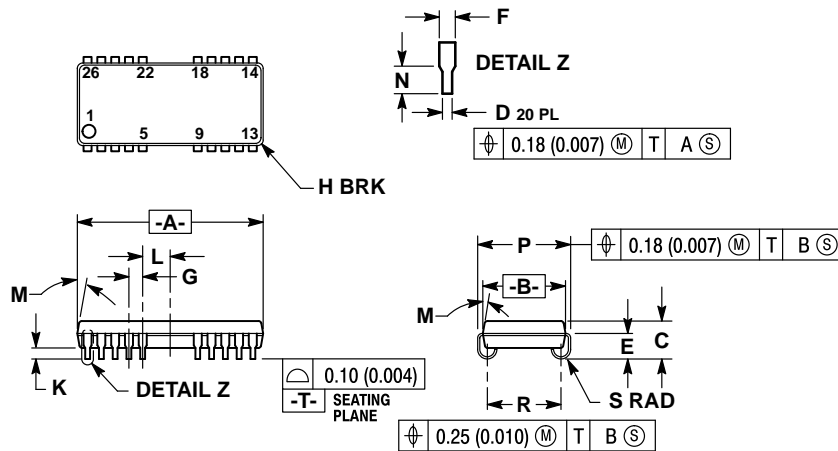 F
26 22 18 14
DETAIL Z
N
1
5 9 13
D 20 PL
⌖ 0.18 (0.007) Ⓜ T A Ⓢ
H BRK
-A-
P
⌖ 0.18 (0.007) Ⓜ T B Ⓢ
L
G
-B-
M
M
E
C
K
DETAIL Z
⌓ 0.10 (0.004)
-T- SEATING
PLANE
R
S RAD
⌖ 0.25 (0.010) Ⓜ T B Ⓢ